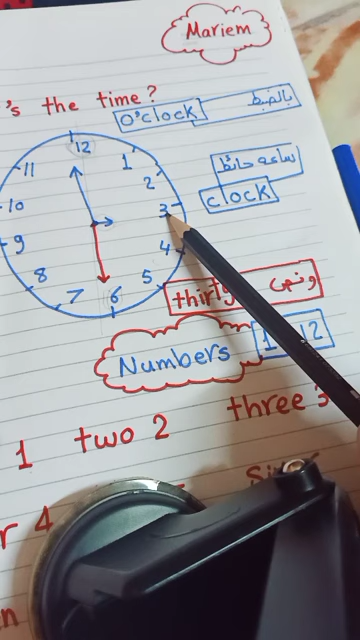 Mariem
's the time?
O'clock بالضبط
ساعة حائط
clock
12
11 1
10 2
9 3
8 4
7 5
6
thirty ونص
Numbers 1 12
1 two 2 three 3
r 4